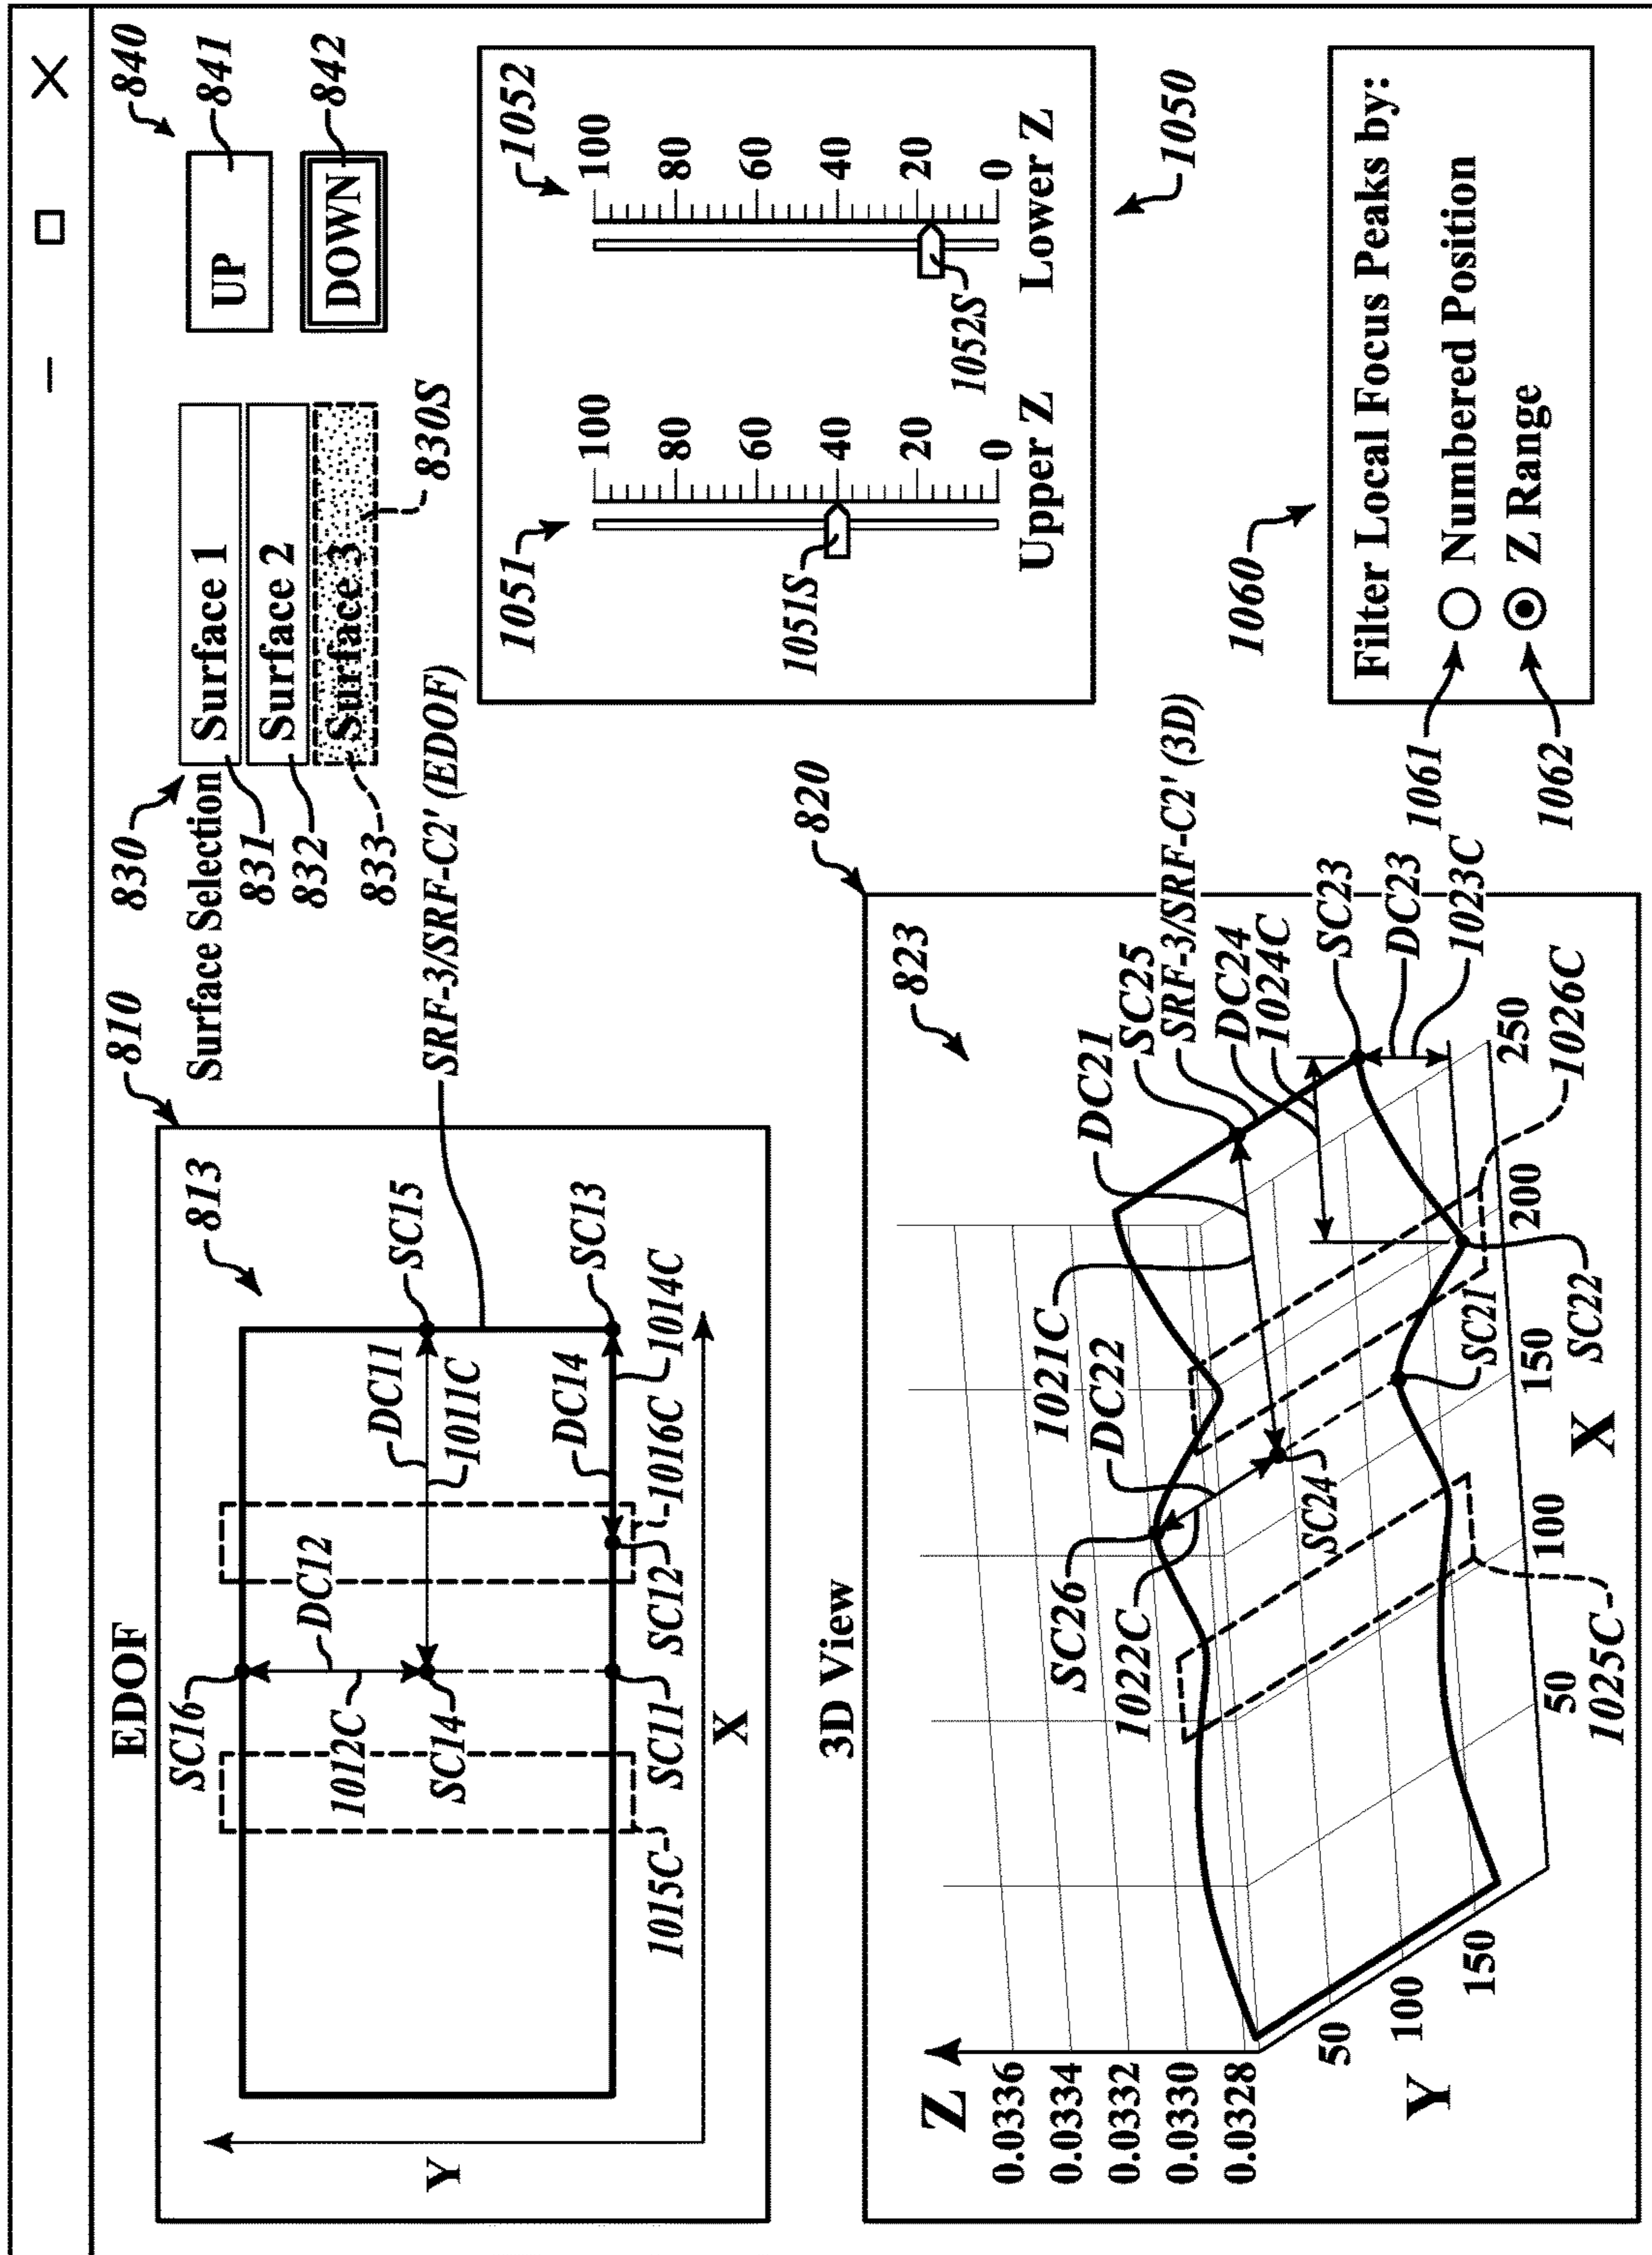 — □ X
EDOF
810
813
SC16
DC12
1012C
SC14
DC11
1011C
SC15
DC14
SC13
1014C
1016C
SC12
SC11
1015C
Y
X
SRF-3/SRF-C2' (EDOF)
830
Surface Selection
831
832
833
Surface 1
Surface 2
Surface 3
830S
840
UP
841
DOWN
842
1051
1051S
100
80
60
40
20
0
Upper Z
1052
1052S
100
80
60
40
20
0
Lower Z
1050
3D View
820
823
Z
0.0336
0.0334
0.0332
0.0330
0.0328
50
100
150
Y
50
100
150
200
250
X
SC26
1022C
DC22
1021C
DC21
SC25
SRF-3/SRF-C2' (3D)
DC24
1024C
SC23
DC23
1023C
1026C
SC24
SC21
SC22
1025C
1060
Filter Local Focus Peaks by:
Numbered Position
Z Range
1061
1062